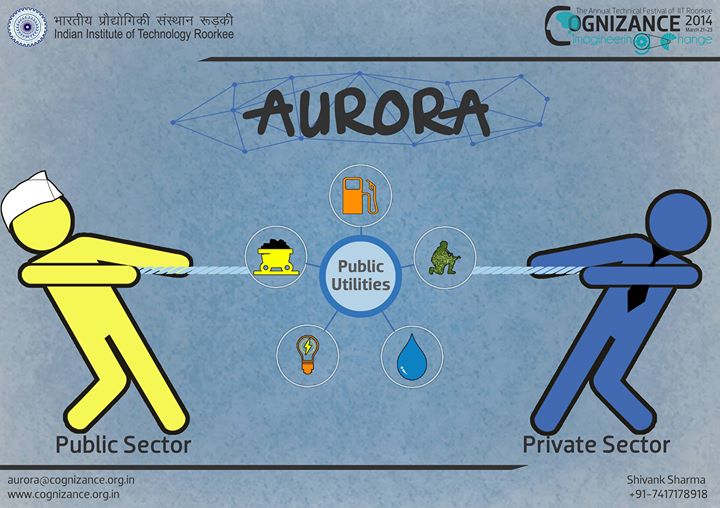 भारतीय प्रौद्योगिकी संस्थान रूड़की
Indian Institute of Technology Roorkee
The Annual Technical Festival of IIT Roorkee
COGNIZANCE 2014
March 21-23
imagineering Change
AURORA
Public
Utilities
Public Sector
Private Sector
aurora@cognizance.org.in
www.cognizance.org.in
Shivank Sharma
+91-7417178918